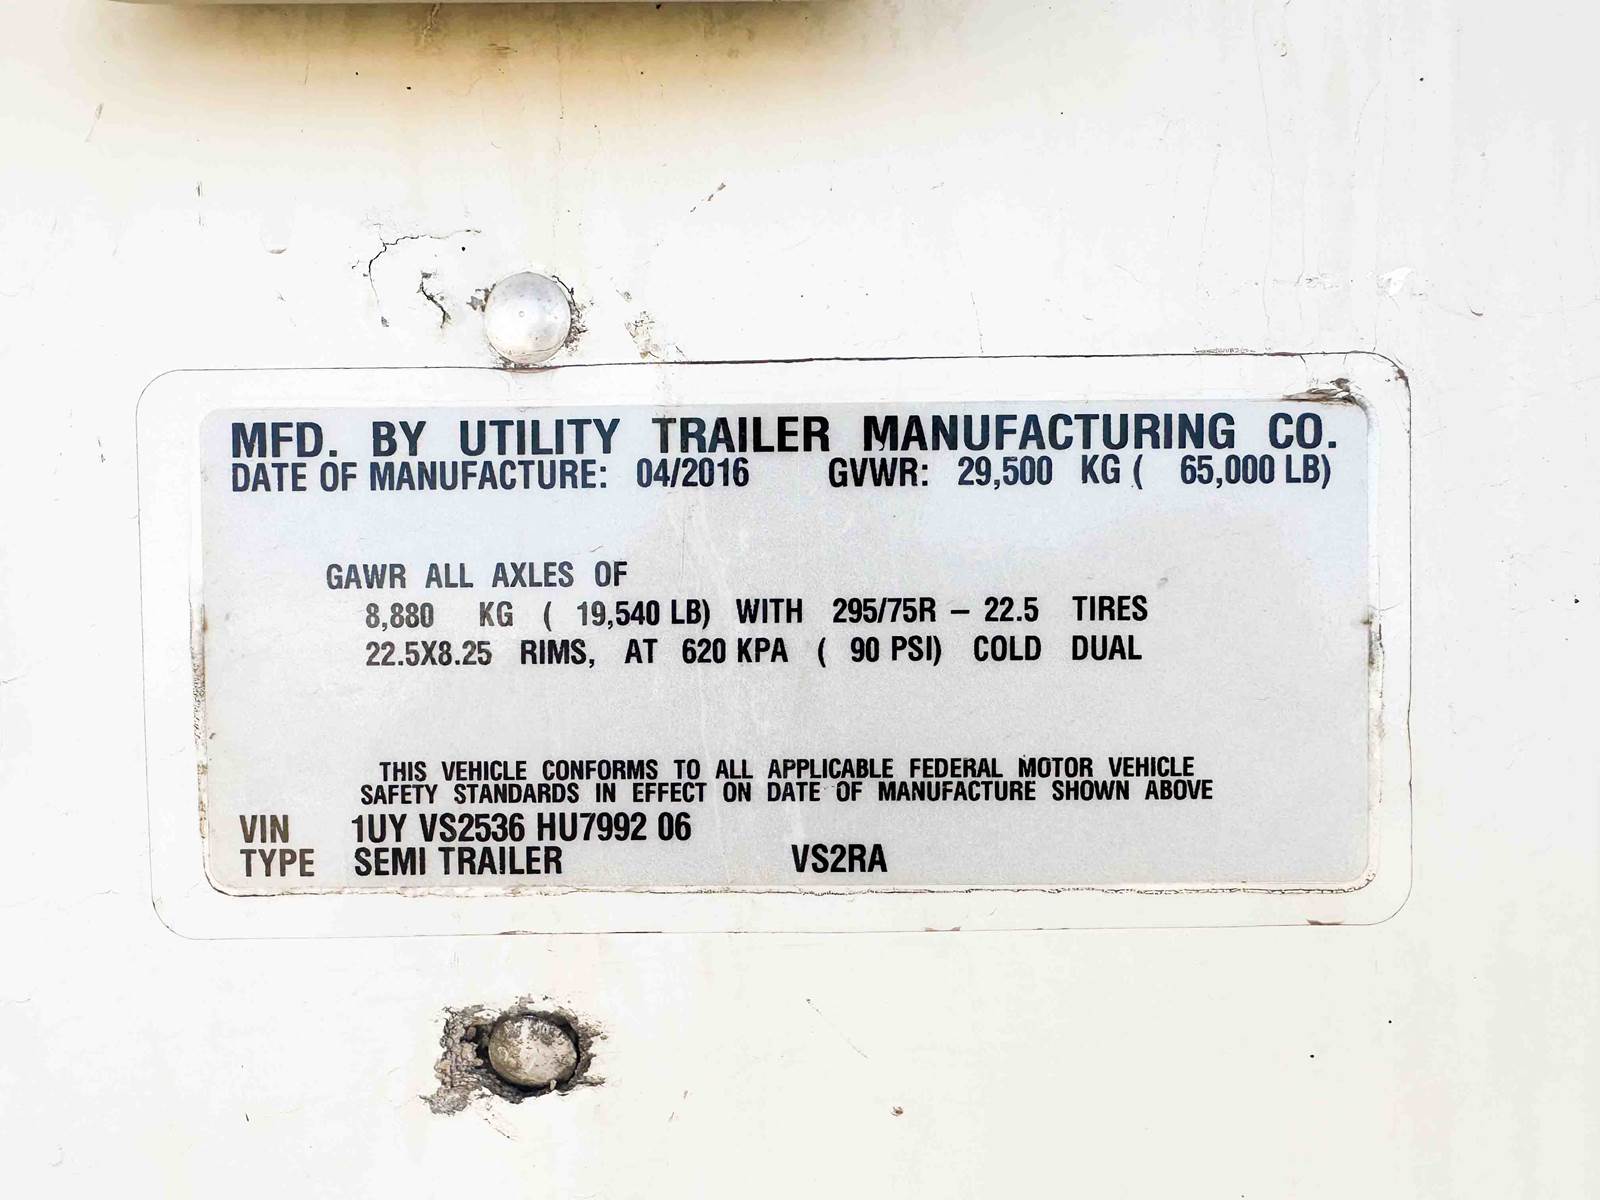 MFD. BY UTILITY TRAILER MANUFACTURING CO.
DATE OF MANUFACTURE: 04/2016 GVWR: 29,500 KG ( 65,000 LB)
GAWR ALL AXLES OF
8,880 KG ( 19,540 LB) WITH 295/75R – 22.5 TIRES
22.5X8.25 RIMS, AT 620 KPA ( 90 PSI) COLD DUAL
THIS VEHICLE CONFORMS TO ALL APPLICABLE FEDERAL MOTOR VEHICLE
SAFETY STANDARDS IN EFFECT ON DATE OF MANUFACTURE SHOWN ABOVE
VIN 1UY VS2536 HU7992 06
TYPE SEMI TRAILER VS2RA